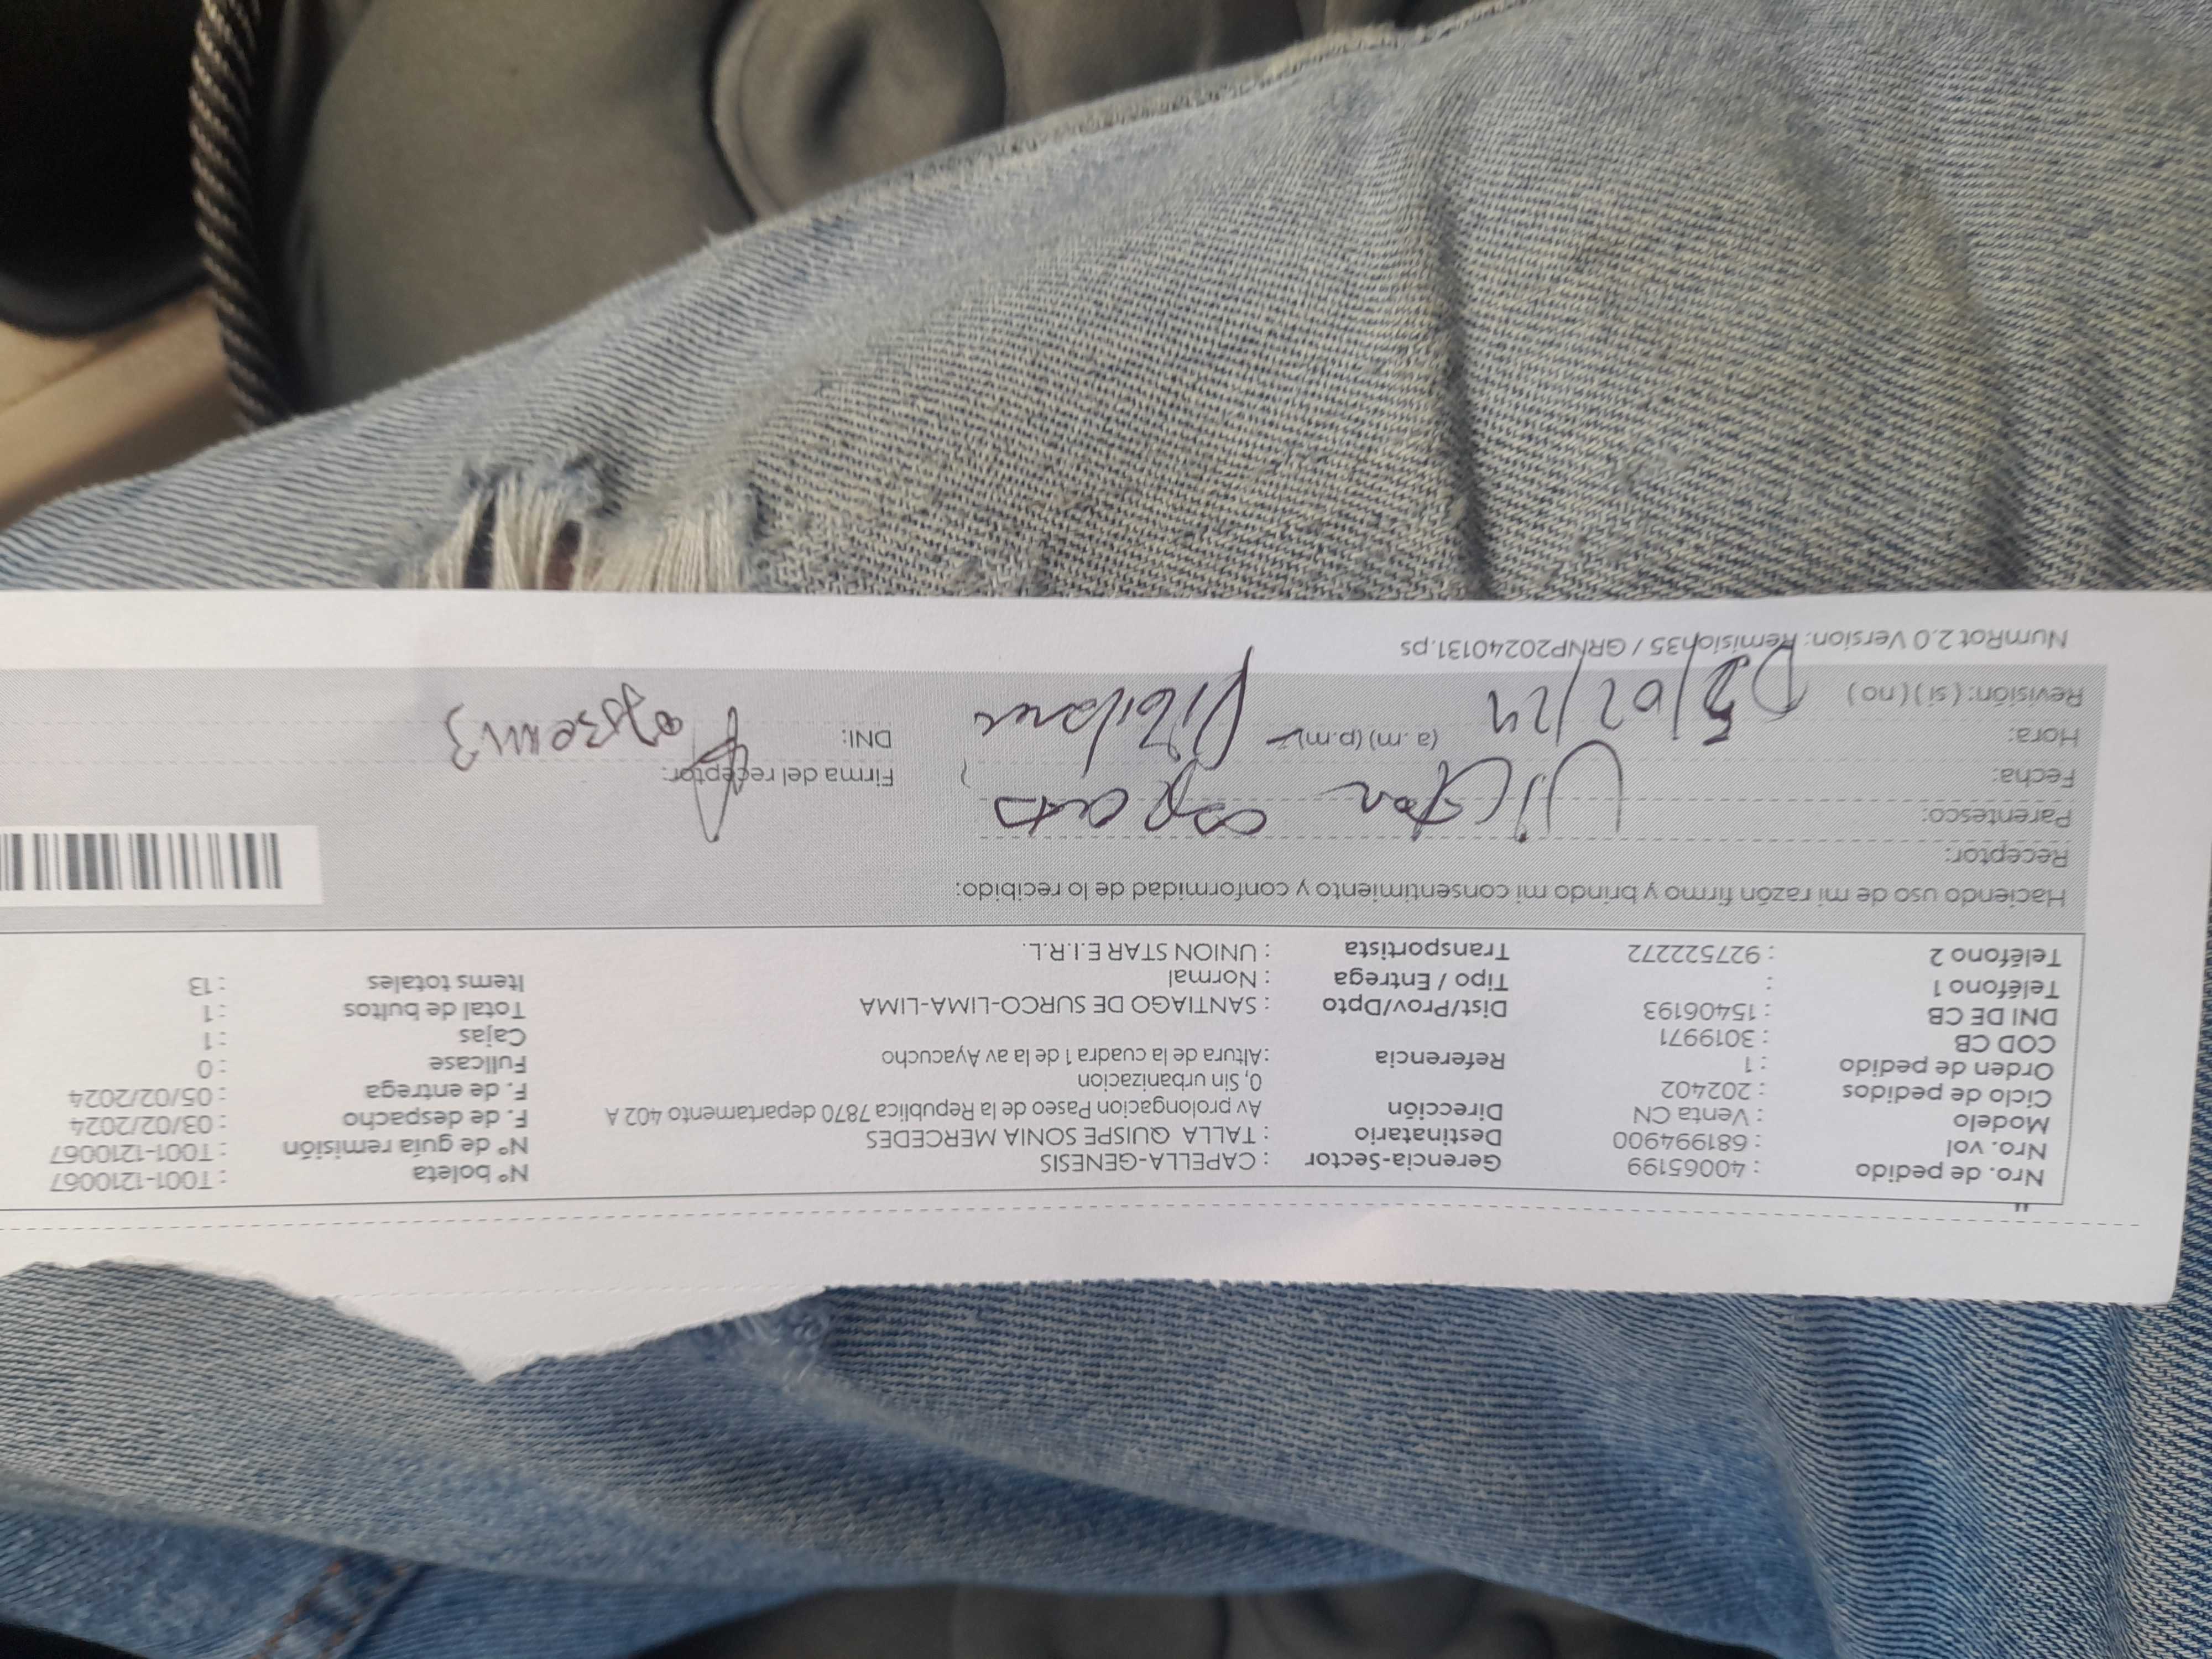 Nro. de pedido : 40065199 Gerencia-Sector : CAPELLA-GENESIS Nº boleta : T001-1210067
Nro. vol : 681994900 Destinatario : TALLA QUISPE SONIA MERCEDES Nº de guía remisión : T001-1210067
Modelo : Venta CN Dirección Av prolongacion Paseo de la Republica 7870 departamento 402 A F. de despacho : 03/02/2024
Ciclo de pedidos : 202402 0, Sin urbanizacion F. de entrega : 05/02/2024
Orden de pedido : 1 Referencia : Altura de la cuadra 1 de la av Ayacucho Fullcase : 0
COD CB : 3019971 Cajas : 1
DNI DE CB : 15406193 Dist/Prov/Dpto : SANTIAGO DE SURCO-LIMA-LIMA Total de bultos : 1
Teléfono 1 : Tipo / Entrega : Normal Items totales : 13
Teléfono 2 : 927522272 Transportista : UNION STAR E.I.R.L.
Haciendo uso de mi razón firmo y brindo mi consentimiento y conformidad de lo recibido:
Receptor:
Parentesco: Victor
Fecha: Firma del receptor:
Hora: (a.m) (p.m) DNI:
Revisión: ( si ) ( no ) /02/24
NumRot 2.0 Version: Remision35 / GRNP20240131.ps